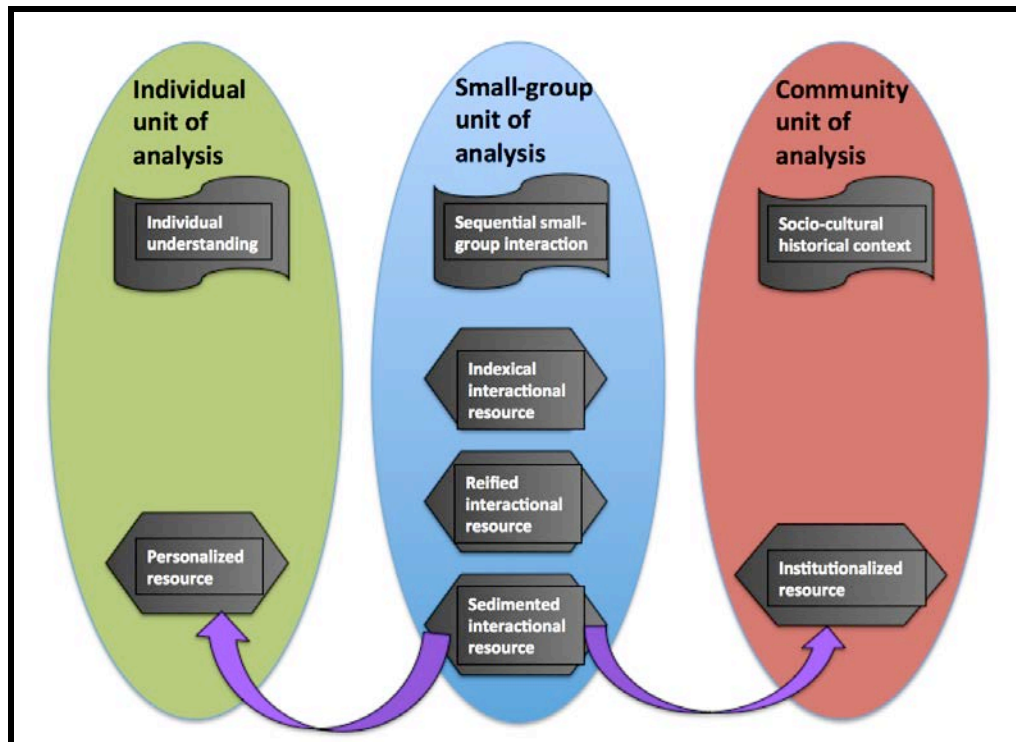 Individual
unit of
analysis
Individual
understanding
Personalized
resource
Small-group
unit of
analysis
Sequential small-
group interaction
Indexical
interactional
resource
Reified
interactional
resource
Sedimented
interactional
resource
Community
unit of
analysis
Socio-cultural
historical context
Institutionalized
resource